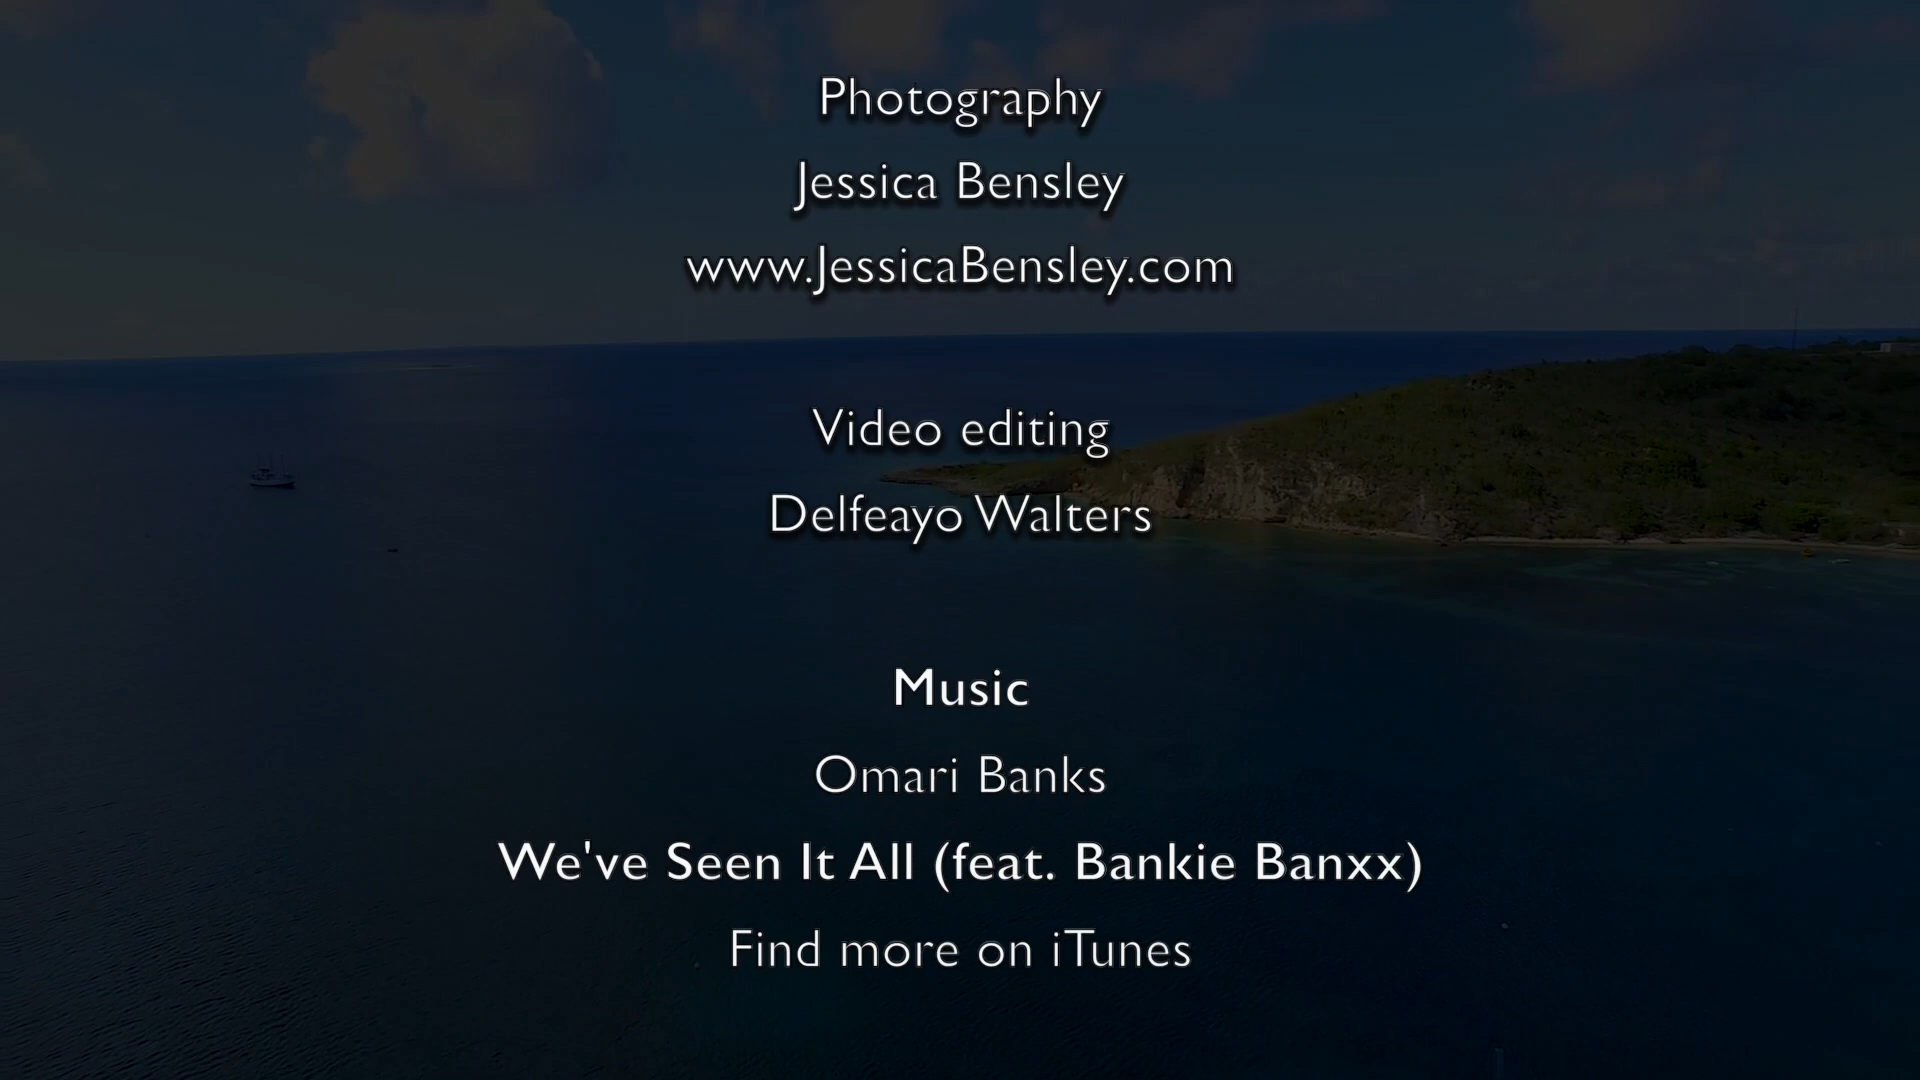 Photography
Jessica Bensley
www.JessicaBensley.com
Video editing
Delfeayo Walters
Music
Omari Banks
We've Seen It All (feat. Bankie Banxx)
Find more on iTunes